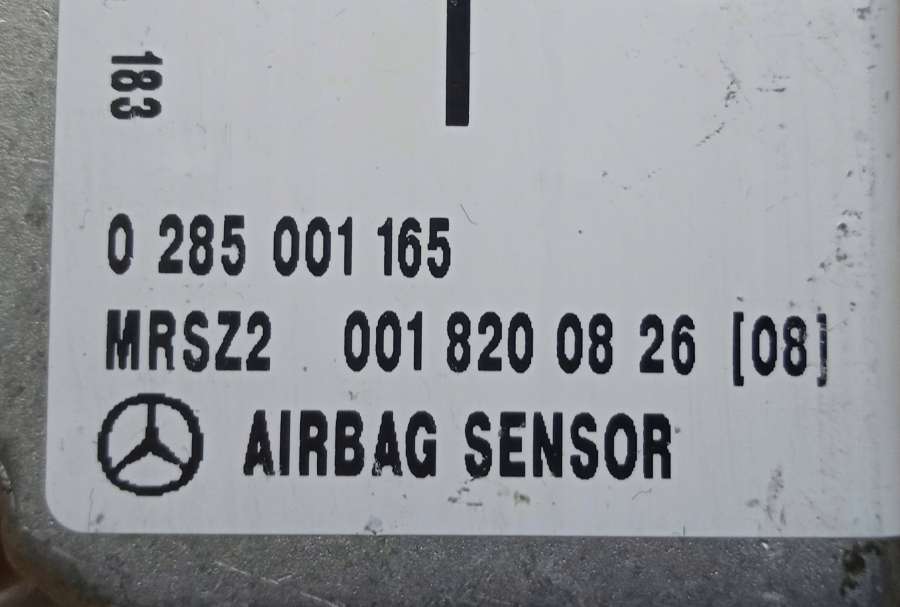 183
0 285 001 165
MRSZ2 001 820 08 26 [08]
AIRBAG SENSOR